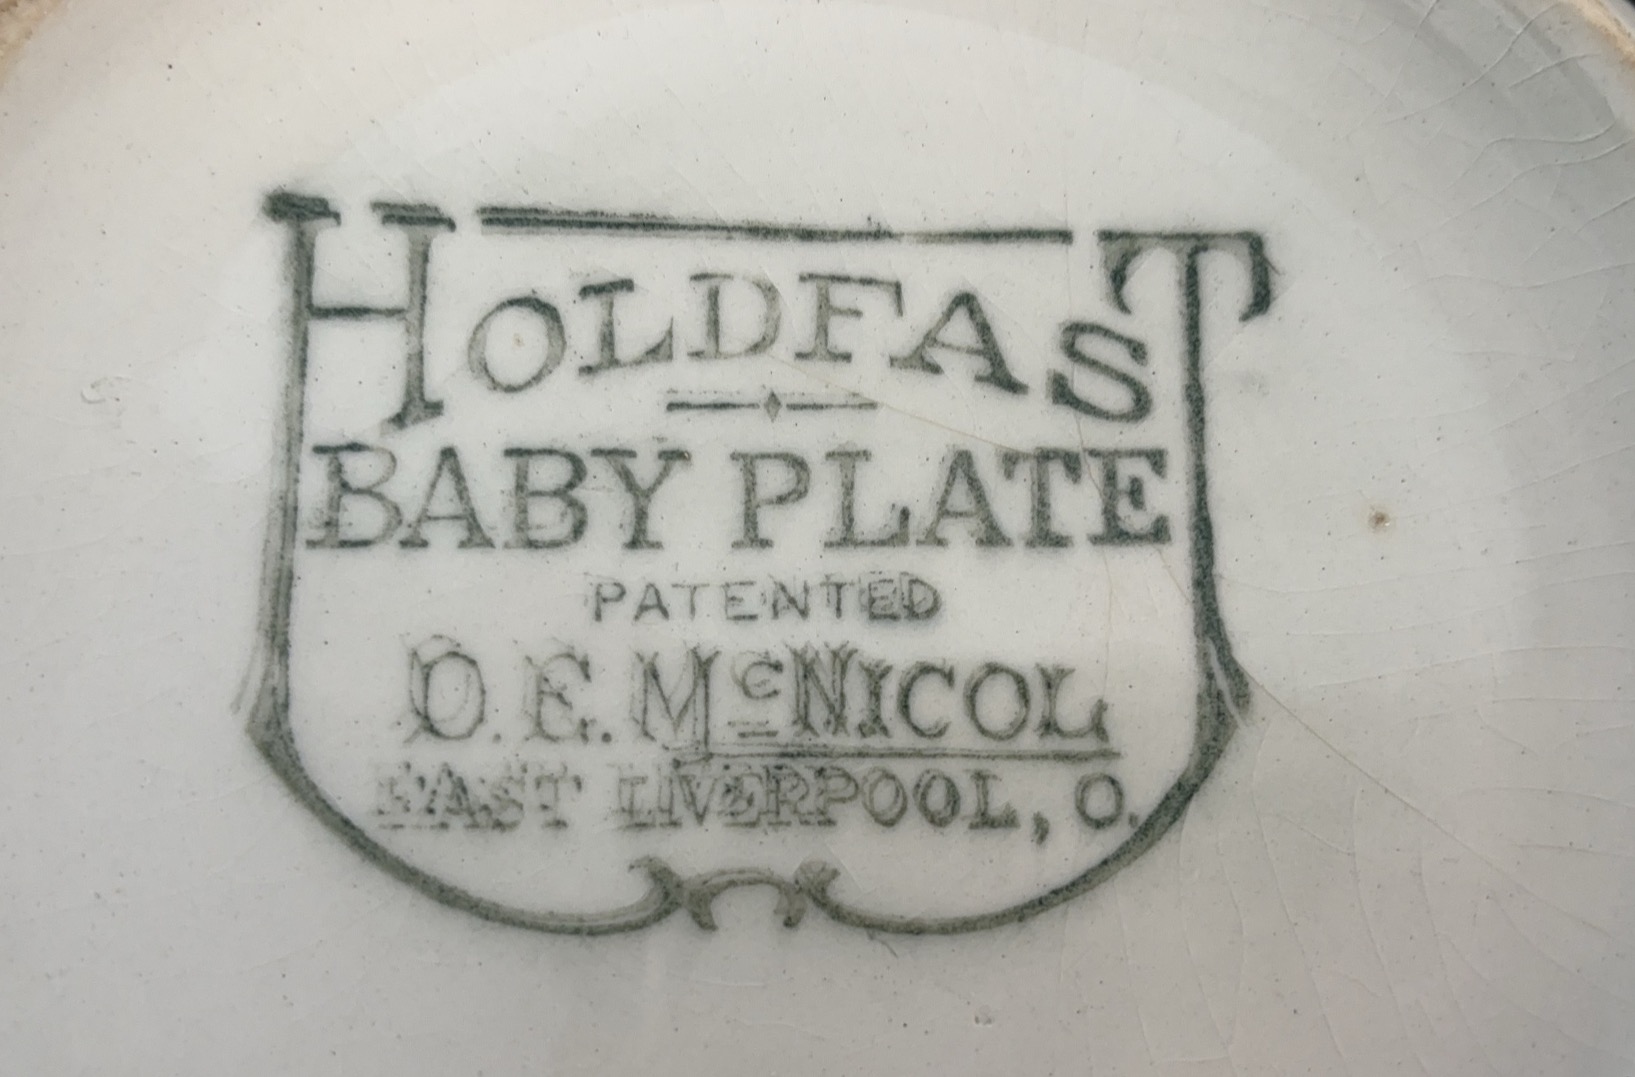 HOLDFAST
BABY PLATE
PATENTED
D. E. McNICOL
EAST LIVERPOOL, O.